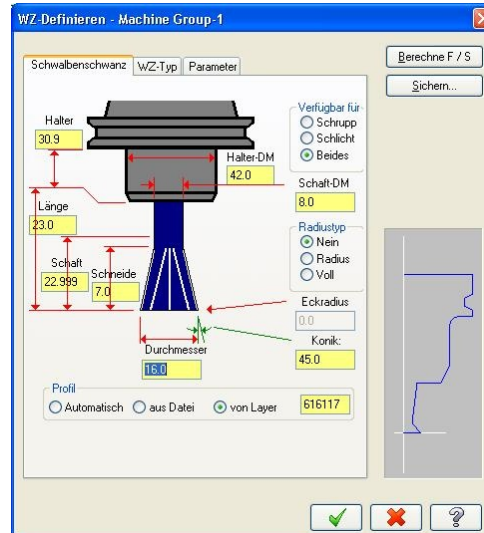 WZ-Definieren - Machine Group-1
Schwalbenschwanz
WZ-Typ
Parameter
Berechne F / S
Sichern...
Halter
30.9
Halter-DM
42.0
Verfügbar für
Schrupp
Schlicht
Beides
Schaft-DM
8.0
Länge
23.0
Radiustyp
Nein
Radius
Voll
Schaft
22.999
Schneide
7.0
Eckradius
0.0
Konik:
45.0
Durchmesser
16.0
Profil
Automatisch
aus Datei
von Layer
616117